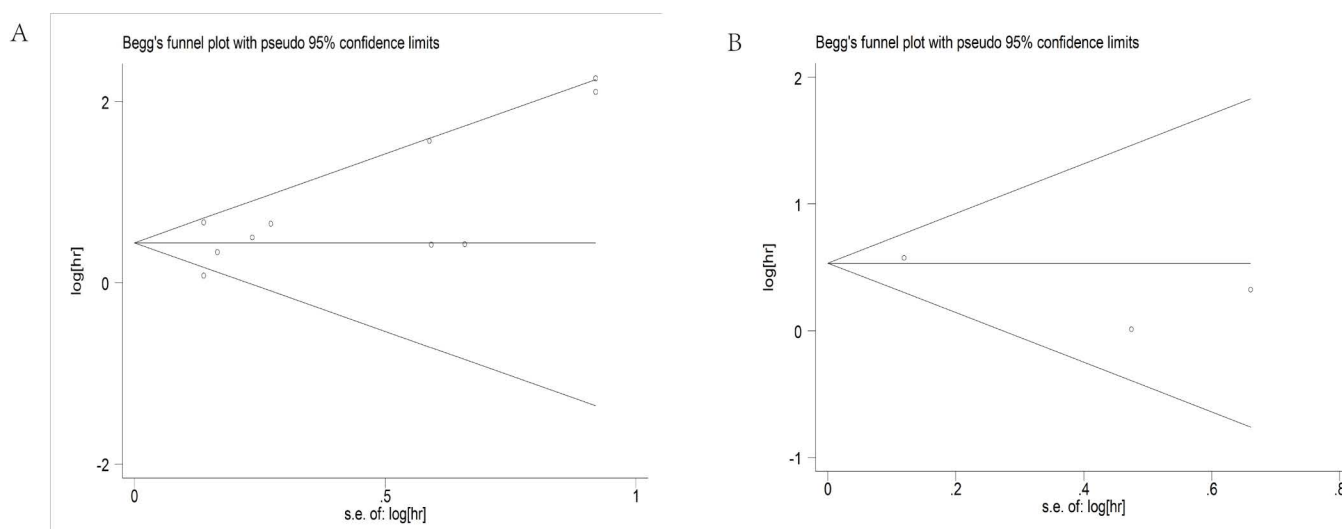 A
Begg's funnel plot with pseudo 95% confidence limits
log[hr]
2
0
-2
0
.5
1
s.e. of: log[hr]
B
Begg's funnel plot with pseudo 95% confidence limits
log[hr]
2
1
0
-1
0
.2
.4
.6
.8
s.e. of: log[hr]